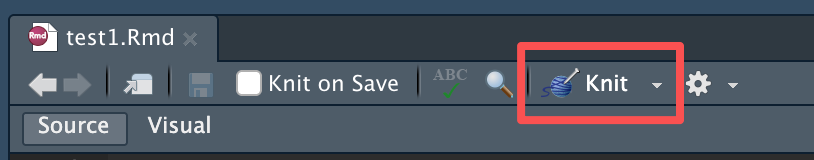 Rmd test1.Rmd
Knit on Save ABC Knit
Source Visual